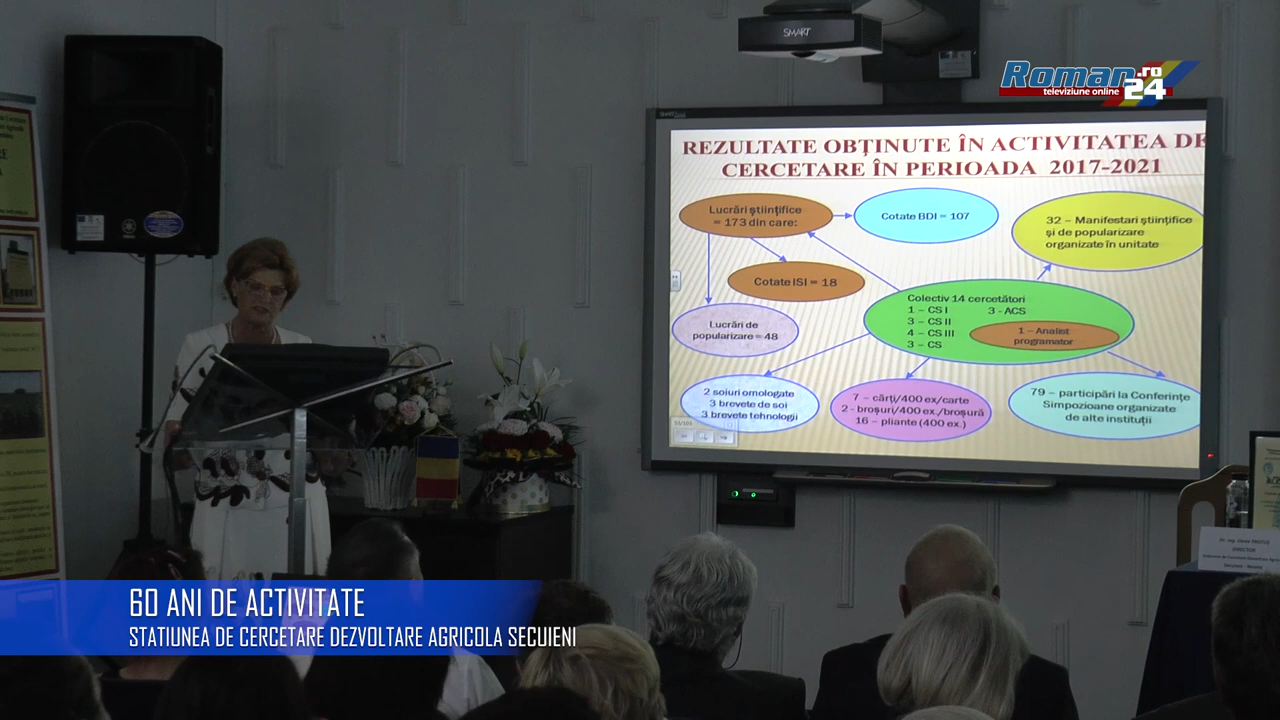 SMART
Roman.ro
24
televiziune online
REZULTATE OBȚINUTE ÎN ACTIVITATEA DE
CERCETARE ÎN PERIOADA 2017-2021
Lucrări științifice
= 173 din care:
Cotate BDI = 107
32 – Manifestari științifice
și de popularizare
organizate în unitate
Cotate ISI = 18
Colectiv 14 cercetători
1 – CS I 3 - ACS
3 – CS II
4 – CS III
3 – CS
1 – Analist
programator
Lucrări de
popularizare = 48
2 soiuri omologate
3 brevete de soi
3 brevete tehnologii
7 – cărți/400 ex/carte
2 - broșuri/400 ex./broșură
16 – pliante (400 ex.)
79 – participări la Conferințe
Simpozioane organizate
de alte instituții
DIRECTOR
60 ANI DE ACTIVITATE
STATIUNEA DE CERCETARE DEZVOLTARE AGRICOLA SECUIENI